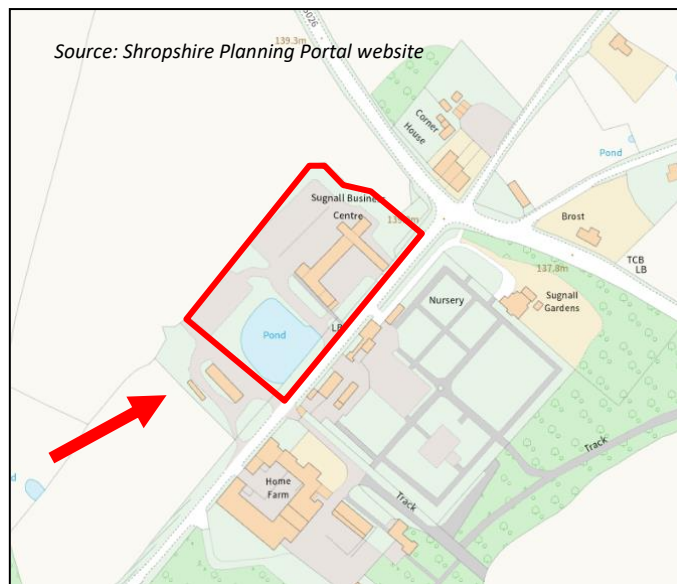 Source: Shropshire Planning Portal website
139.3m
Corner
House
Pond
Sugnall Business
Centre
Brost
TCB
LB
137.8m
Nursery
Sugnall
Gardens
Pond
LB
Track
Home
Farm
Track